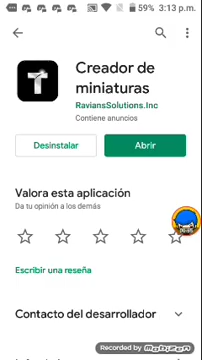 59% 3:13 p.m.
Creador de
miniaturas
RaviansSolutions.Inc
Contiene anuncios
Desinstalar
Abrir
Valora esta aplicación
Da tu opinión a los demás
Escribir una reseña
Contacto del desarrollador
Recorded by